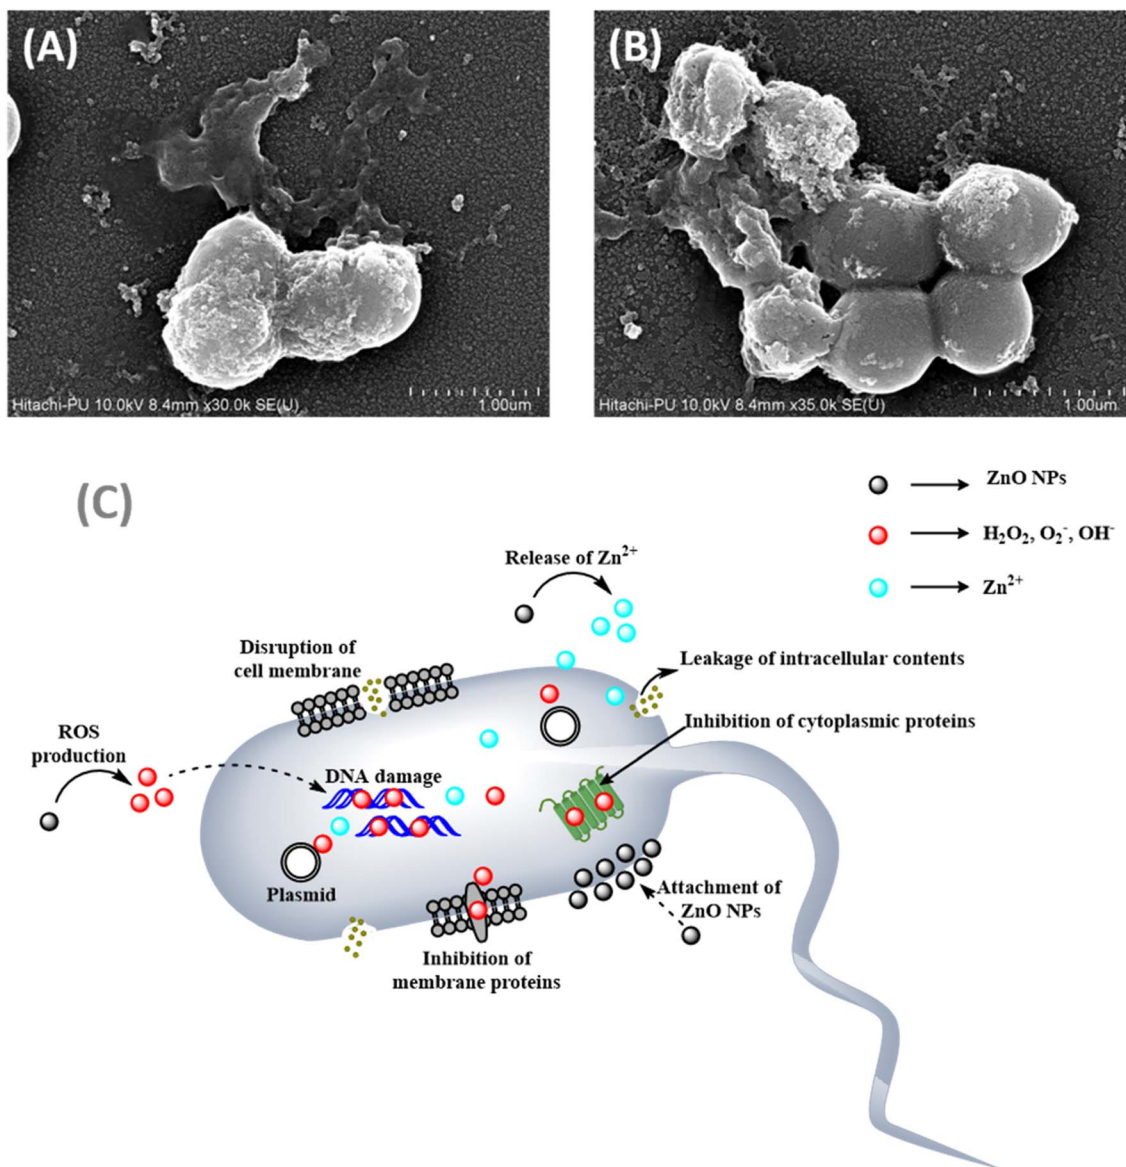 (A)
Hitachi-PU 10.0kV 8.4mm x30.0k SE(U)
1.00um
(B)
Hitachi-PU 10.0kV 8.4mm x35.0k SE(U)
1.00um
(C)
ZnO NPs
H₂O₂, O₂⁻, OH⁻
Zn²⁺
Release of Zn²⁺
Disruption of
cell membrane
Leakage of intracellular contents
Inhibition of cytoplasmic proteins
ROS
production
DNA damage
Plasmid
Attachment of
ZnO NPs
Inhibition of
membrane proteins